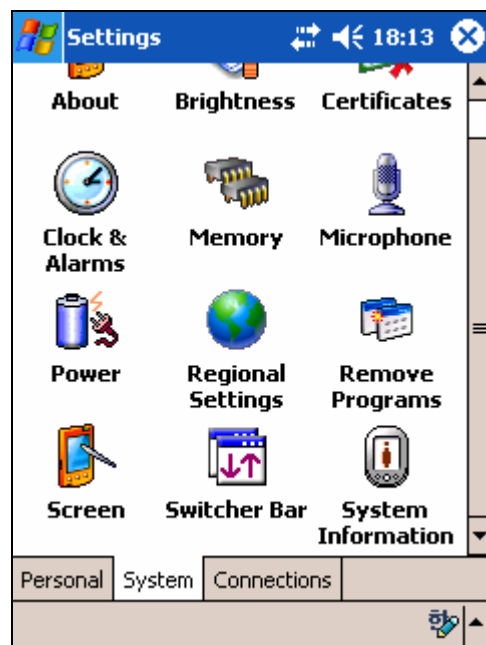 Settings 18:13
About Brightness Certificates
Clock & Memory Microphone
Alarms
Power Regional Remove
Settings Programs
Screen Switcher Bar System
Information
Personal System Connections